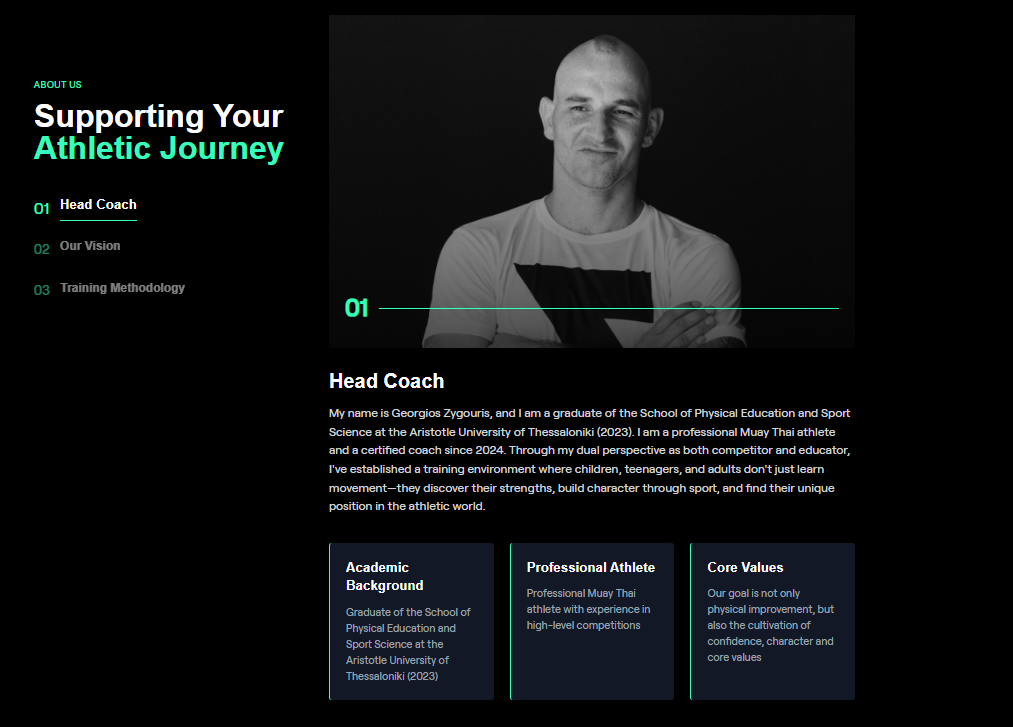 ABOUT US
Supporting Your
Athletic Journey
01 Head Coach
02 Our Vision
03 Training Methodology
01
Head Coach
My name is Georgios Zygouris, and I am a graduate of the School of Physical Education and Sport
Science at the Aristotle University of Thessaloniki (2023). I am a professional Muay Thai athlete
and a certified coach since 2024. Through my dual perspective as both competitor and educator,
I've established a training environment where children, teenagers, and adults don't just learn
movement—they discover their strengths, build character through sport, and find their unique
position in the athletic world.
Academic
Background
Graduate of the School of
Physical Education and
Sport Science at the
Aristotle University of
Thessaloniki (2023)
Professional Athlete
Professional Muay Thai
athlete with experience in
high-level competitions
Core Values
Our goal is not only
physical improvement, but
also the cultivation of
confidence, character and
core values